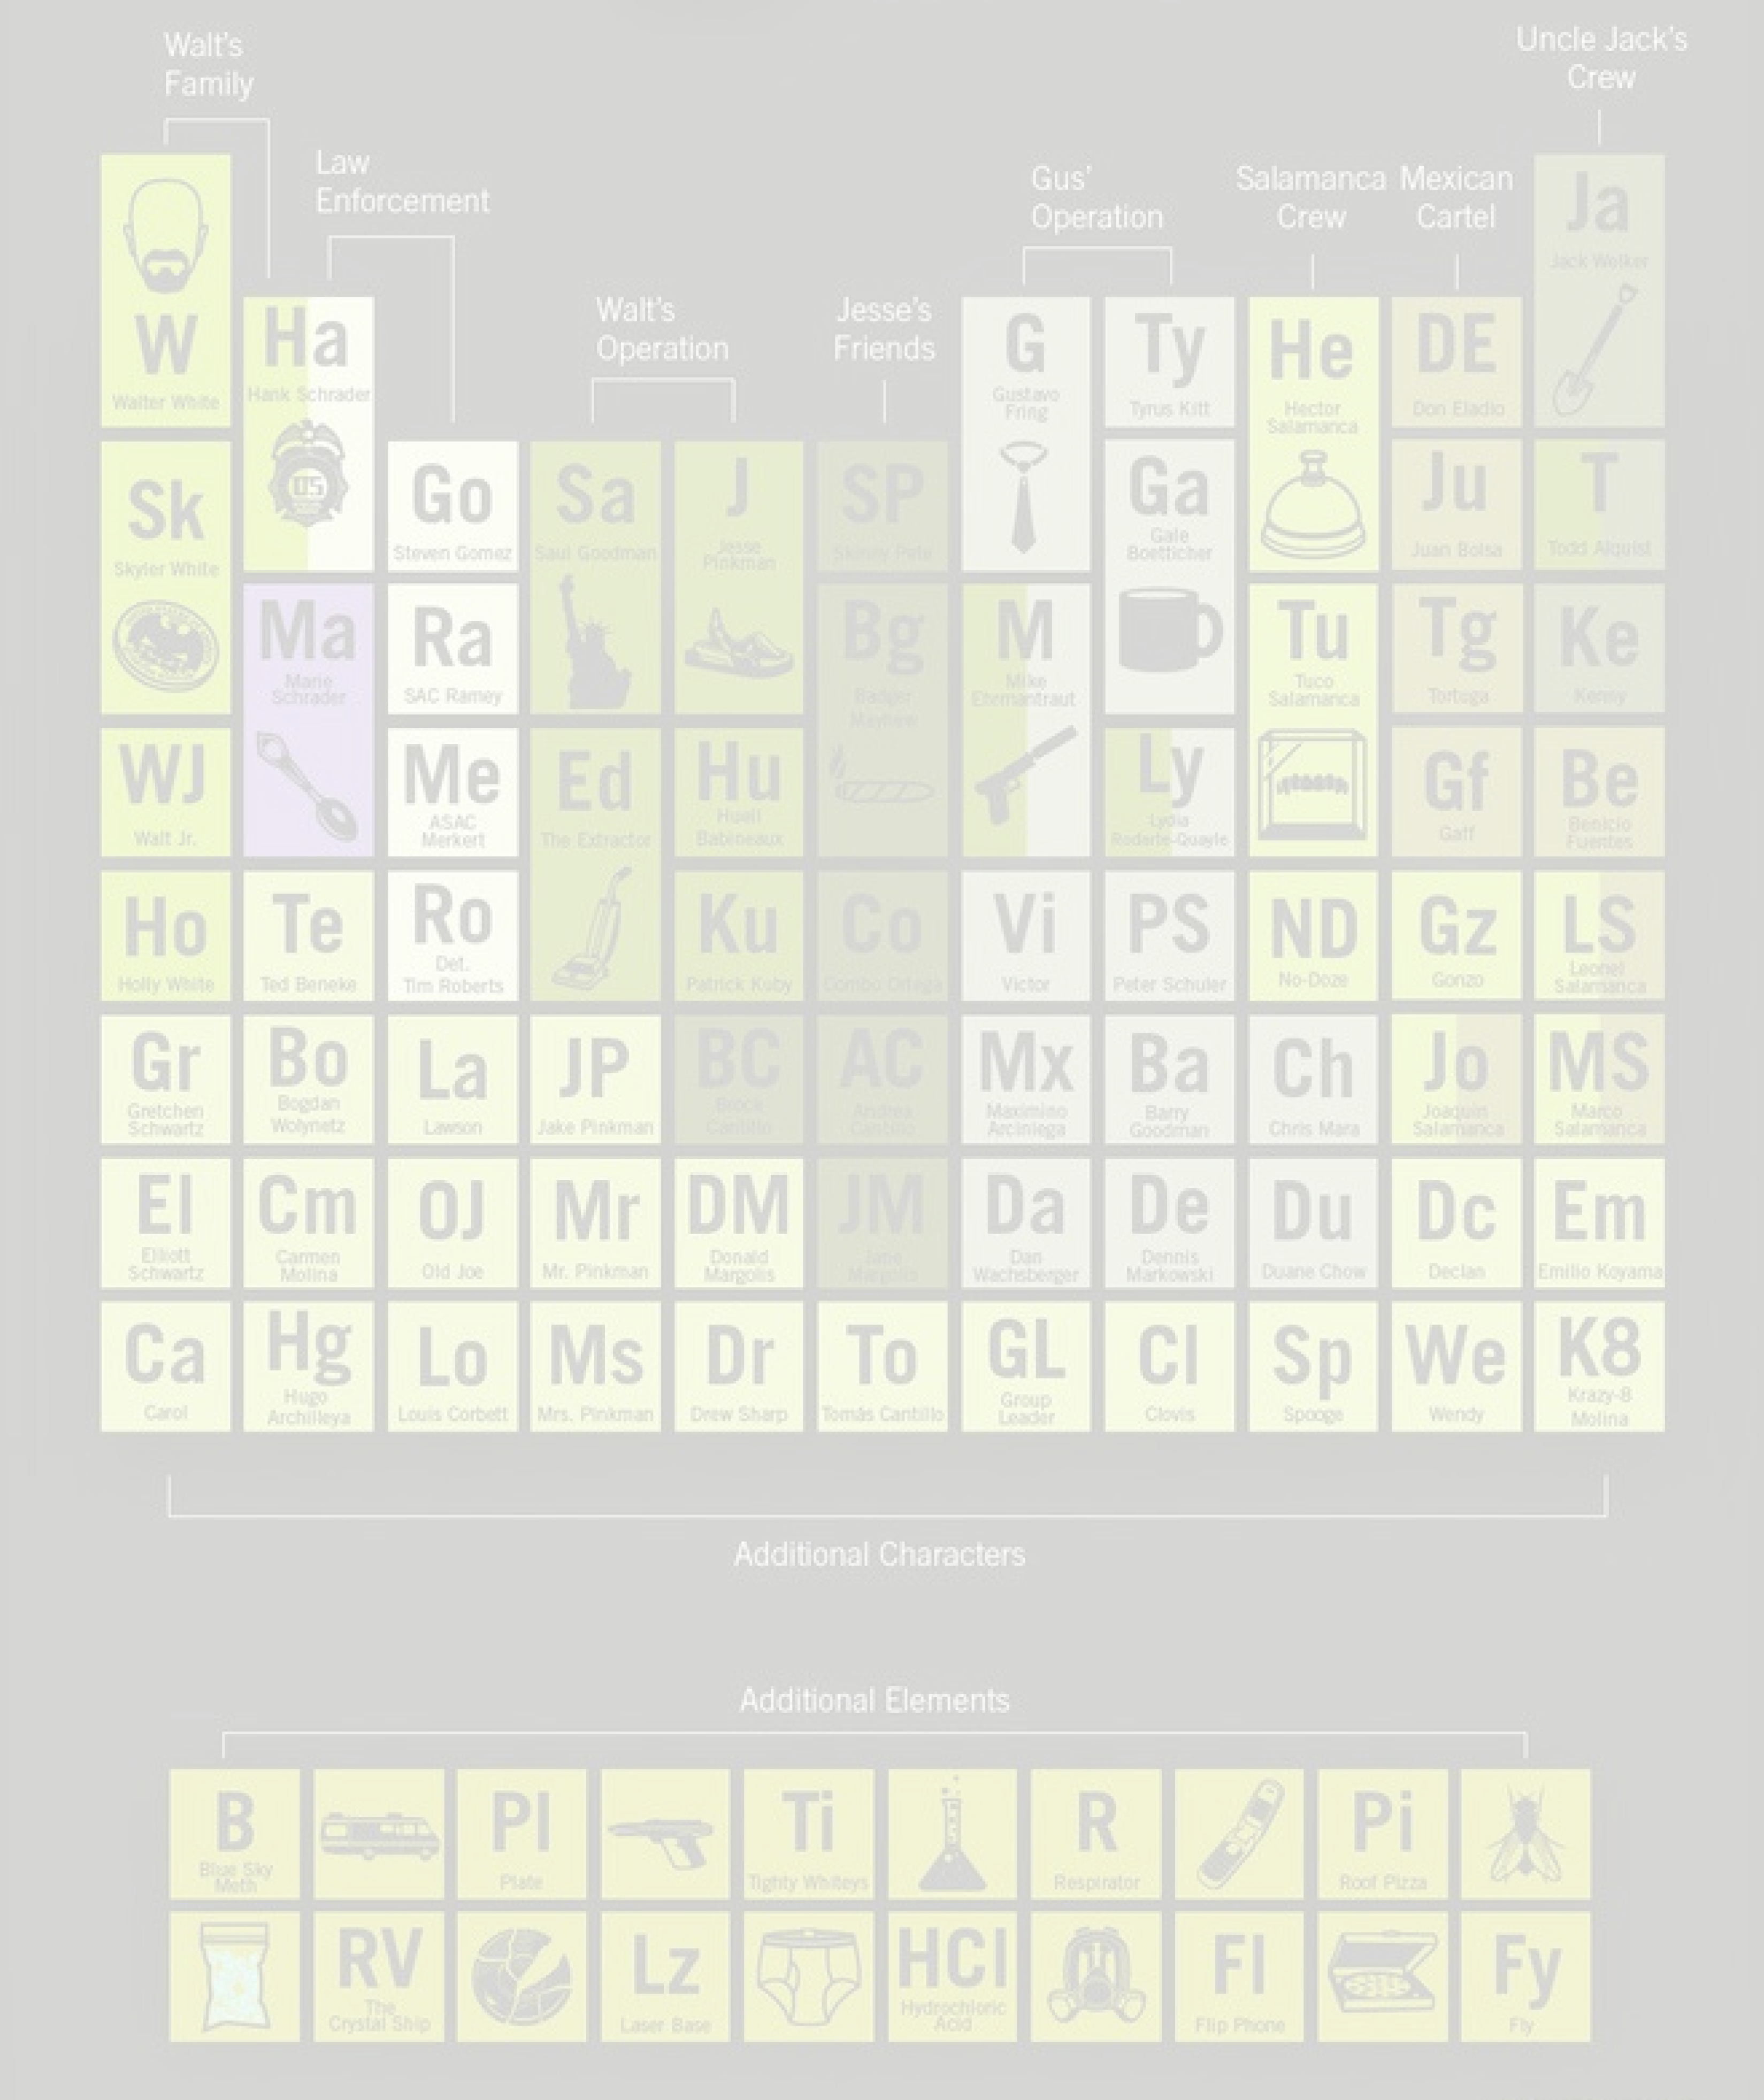 Walt's
Family
Uncle Jack's
Crew
Law
Enforcement
Gus'
Operation
Salamanca
Crew
Mexican
Cartel
Walt's
Operation
Jesse's
Friends
W
Walter White
Ha
Hank Schrader
05
G
Gustavo
Fring
Ty
Tyrus Kitt
He
Hector
Salamanca
DE
Don Eladio
Ja
Jack Welker
Sk
Skyler White
Go
Steven Gomez
Sa
Saul Goodman
J
Jesse
Pinkman
SP
Skinny Pete
Ga
Gale
Boetticher
Ju
Juan Bolsa
T
Todd Alquist
Ma
Marie
Schrader
Ra
SAC Ramey
Bg
Badger
Mayhew
M
Mike
Ehrmantraut
Tu
Tuco
Salamanca
Tg
Tortuga
Ke
Kenny
WJ
Walt Jr.
Me
ASAC
Merkert
Ed
The Extractor
Hu
Huell
Babineaux
Ly
Lydia
Rodarte-Quayle
Gf
Gaff
Be
Benicio
Fuentes
Ho
Holly White
Te
Ted Beneke
Ro
Det.
Tim Roberts
Ku
Patrick Kuby
Co
Combo Ortega
Vi
Victor
PS
Peter Schuler
ND
No-Doze
Gz
Gonzo
LS
Leonel
Salamanca
Gr
Gretchen
Schwartz
Bo
Bogdan
Wolynetz
La
Lawson
JP
Jake Pinkman
BC
Brock
Cantillo
AC
Andrea
Cantillo
Mx
Maximino
Arciniega
Ba
Barry
Goodman
Ch
Chris Mara
Jo
Joaquin
Salamanca
MS
Marco
Salamanca
El
Elliott
Schwartz
Cm
Carmen
Molina
OJ
Old Joe
Mr
Mr. Pinkman
DM
Donald
Margolis
JM
Jane
Margolis
Da
Dan
Wachsberger
De
Dennis
Markowski
Du
Duane Chow
Dc
Declan
Em
Emilio Koyama
Ca
Carol
Hg
Hugo
Archilleya
Lo
Louis Corbett
Ms
Mrs. Pinkman
Dr
Drew Sharp
To
Tomás Cantillo
GL
Group
Leader
Cl
Clovis
Sp
Spooge
We
Wendy
K8
Krazy-8
Molina
Additional Characters
Additional Elements
B
Blue Sky
Meth
Pl
Plate
Ti
Tighty Whiteys
R
Respirator
Pi
Roof Pizza
RV
The
Crystal Ship
Lz
Laser Base
HCl
Hydrochloric
Acid
Fl
Flip Phone
Fy
Fly